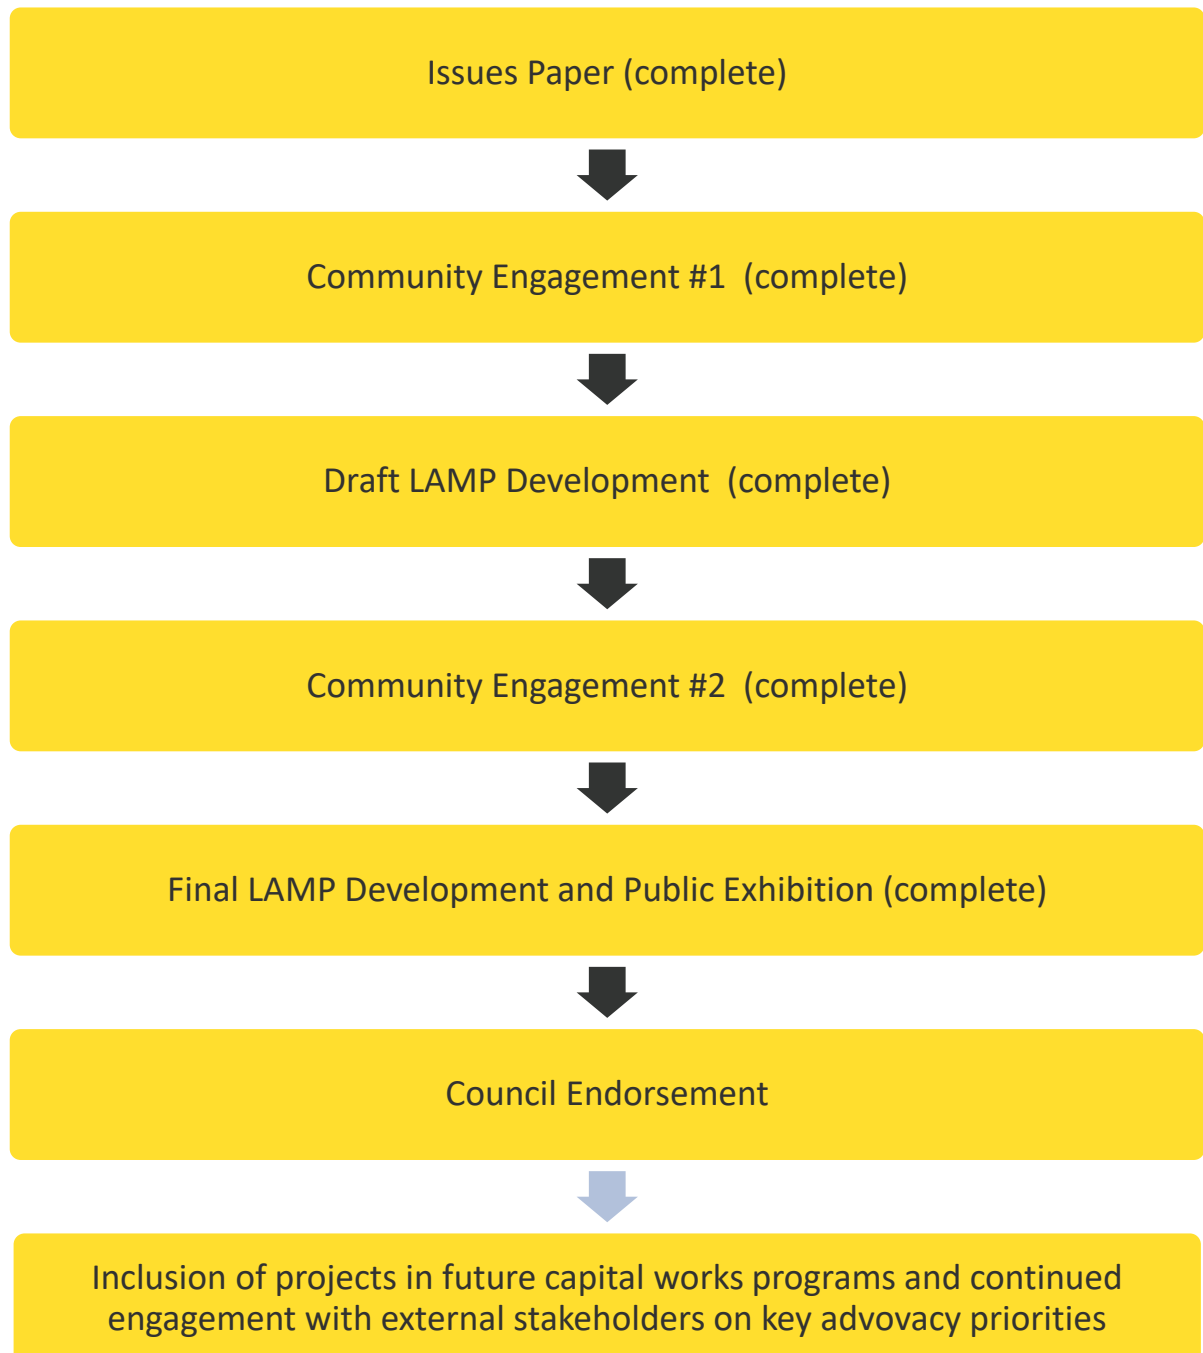 Issues Paper (complete)
Community Engagement #1 (complete)
Draft LAMP Development (complete)
Community Engagement #2 (complete)
Final LAMP Development and Public Exhibition (complete)
Council Endorsement
Inclusion of projects in future capital works programs and continued
engagement with external stakeholders on key advovacy priorities